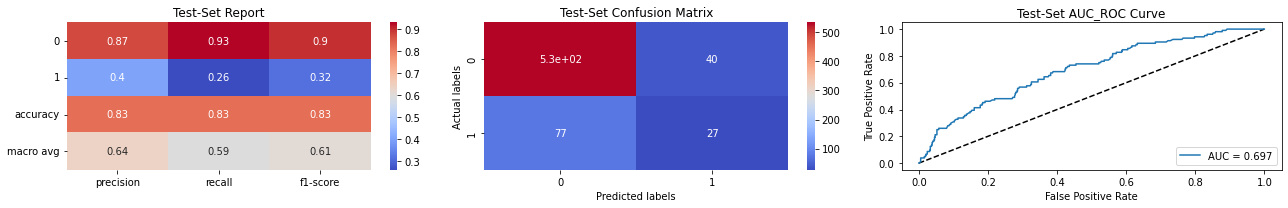 Test-Set Report
0 0.87 0.93 0.9
1 0.4 0.26 0.32
accuracy 0.83 0.83 0.83
macro avg 0.64 0.59 0.61
precision recall f1-score
0.9
0.8
0.7
0.6
0.5
0.4
0.3
Test-Set Confusion Matrix
Actual labels
0 5.3e+02 40
1 77 27
0 1
Predicted labels
500
400
300
200
100
Test-Set AUC_ROC Curve
True Positive Rate
1.0
0.8
0.6
0.4
0.2
0.0
AUC = 0.697
0.0 0.2 0.4 0.6 0.8 1.0
False Positive Rate